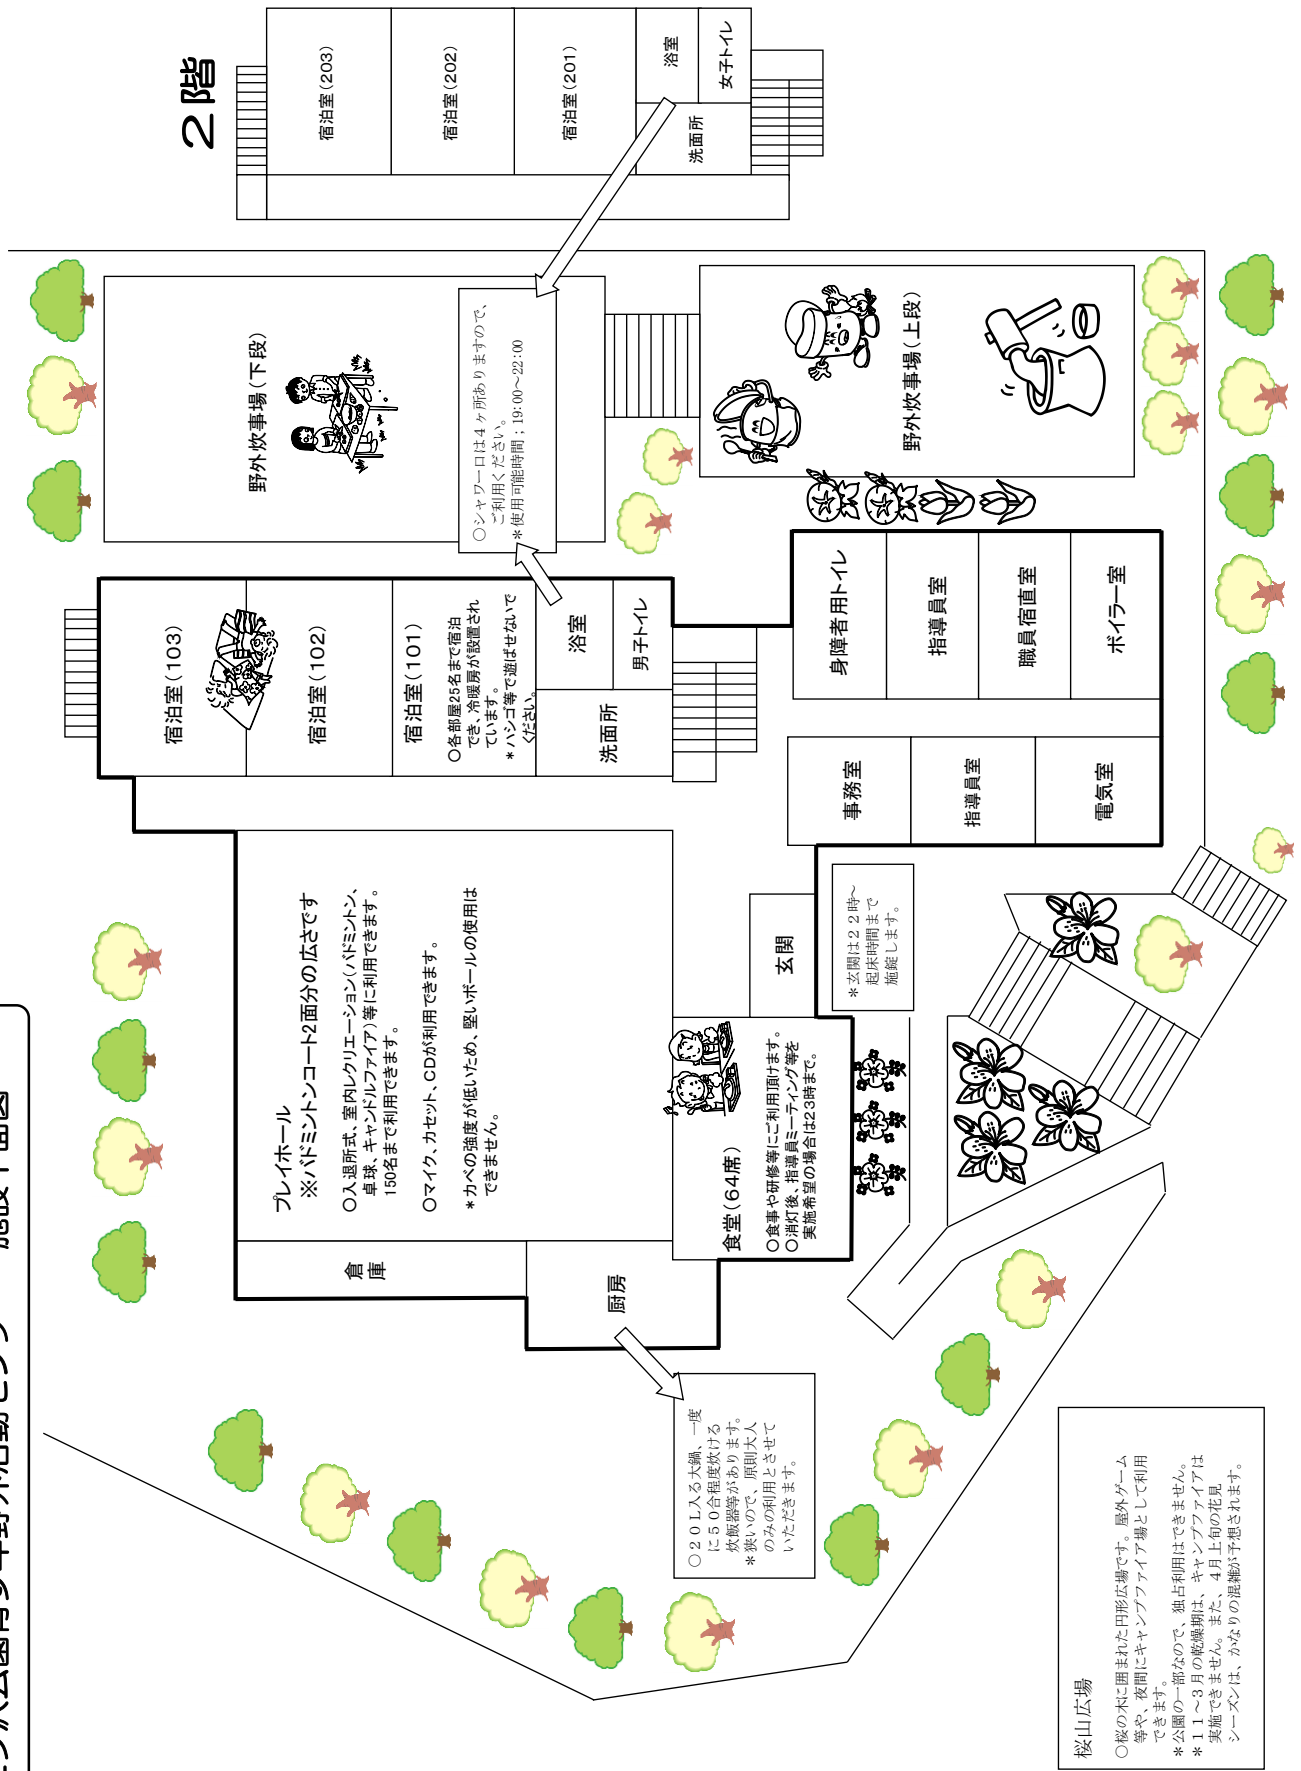 ツ沢公園青少年野外活動センター 施設平面図
2階
宿泊室(203)
宿泊室(202)
宿泊室(201)
浴室
女子トイレ
洗面所
野外炊事場(下段)
○シャワー口は4ヶ所ありますので、
ご利用ください。
*使用可能時間;19:00~22:00
野外炊事場(上段)
宿泊室(103)
宿泊室(102)
宿泊室(101)
○各部屋25名まで宿泊
でき、冷暖房が設置され
ています。
*ハシゴ等で遊ばせないで
ください。
浴室
男子トイレ
洗面所
身障者用トイレ
指導員室
職員宿直室
ボイラー室
事務室
指導員室
電気室
プレイホール
※バドミントンコート2面分の広さです
○入退所式、室内レクリエーション(バドミントン、
卓球、キャンドルファイア)等に利用できます。
150名まで利用できます。
○マイク、カセット、CDが利用できます。
*カベの強度が低いため、堅いボールの使用は
できません。
玄関
*玄関は22時~
起床時間まで
施錠します。
倉庫
厨房
食堂(64席)
○食事や研修等にご利用頂けます。
○消灯後、指導員ミーティング等を
実施希望の場合は23時まで。
○20L入る大鍋、一度
に50合程度炊ける
炊飯器等があります。
*狭いので、原則大人
のみの利用とさせて
いただきます。
桜山広場
○桜の木に囲まれた円形広場です。屋外ゲーム
等や、夜間にキャンプファイア場として利用
できます。
*公園の一部なので、独占利用はできません。
*11~3月の乾燥期は、キャンプファイアは
実施できません。また、4月上旬の花見
シーズンは、かなりの混雑が予想されます。